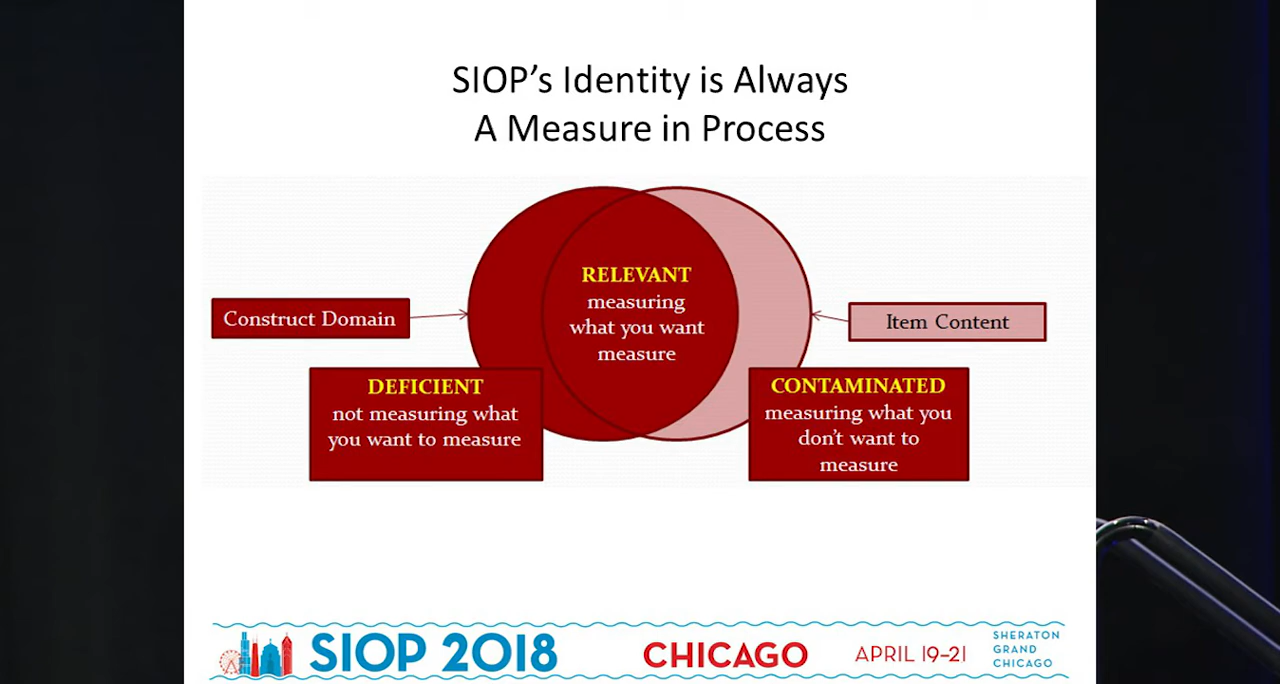 SIOP’s Identity is Always
A Measure in Process
RELEVANT
measuring
what you want
measure
Construct Domain
Item Content
DEFICIENT
not measuring what
you want to measure
CONTAMINATED
measuring what you
don’t want to
measure
SIOP 2018
CHICAGO
APRIL 19–21
SHERATON
GRAND
CHICAGO